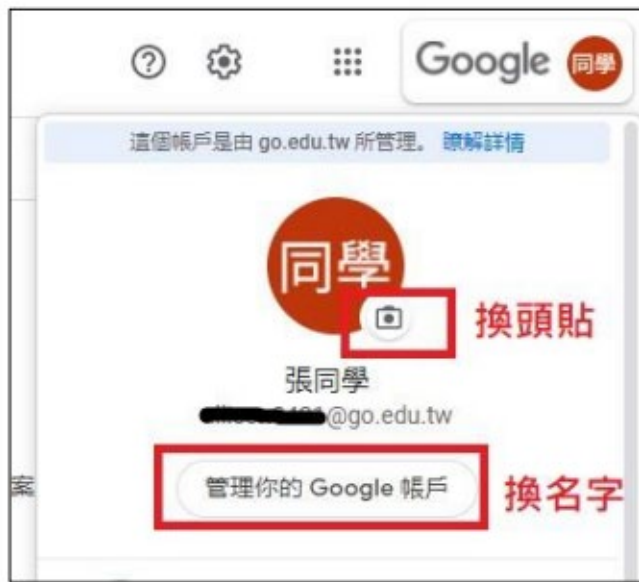 Google 同學
這個帳戶是由 go.edu.tw 所管理。 瞭解詳情
同學
換頭貼
張同學
@go.edu.tw
案
管理你的 Google 帳戶 換名字